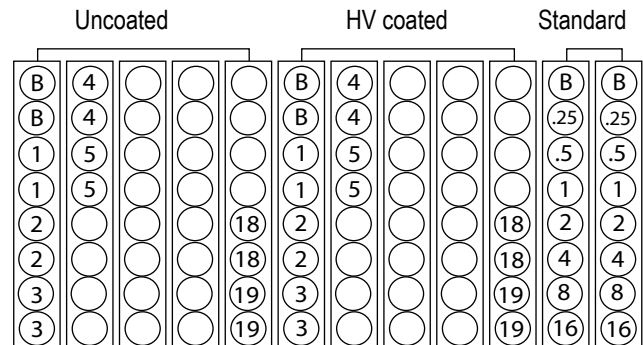 Uncoated HV coated Standard
B 4 B 4 B B
B 4 B 4 .25 .25
1 5 1 5 .5 .5
1 5 1 5 1 1
2 18 2 18 2 2
2 18 2 18 4 4
3 19 3 19 8 8
3 19 3 19 16 16